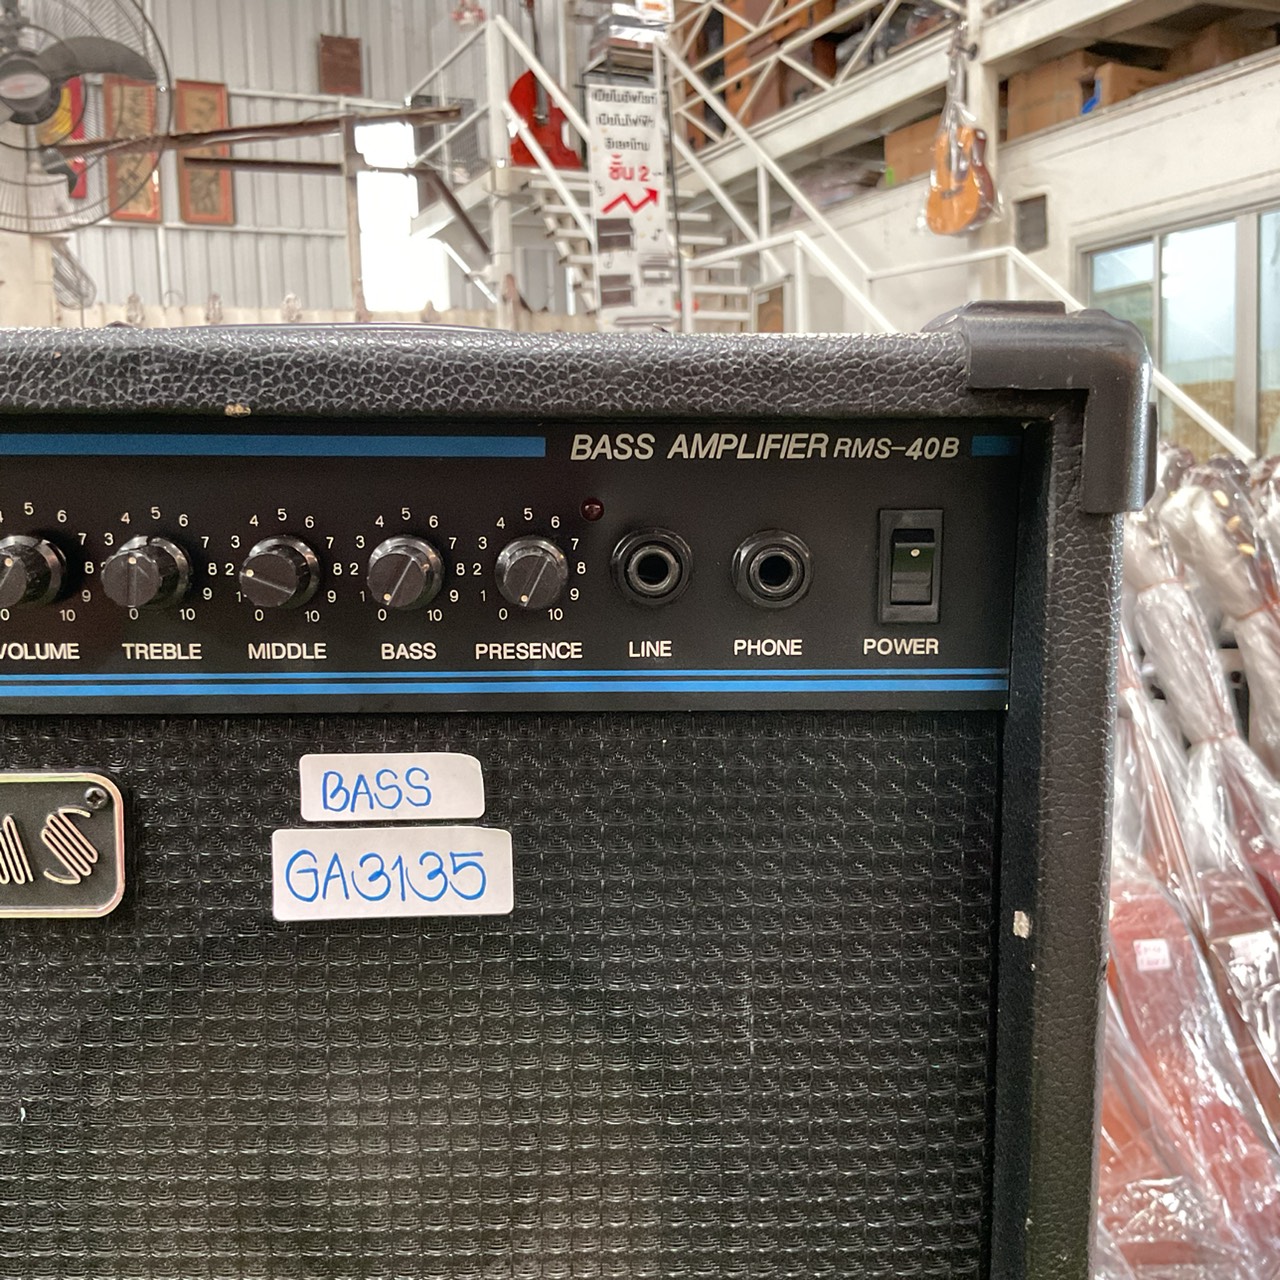 ชั้น 2
BASS AMPLIFIER RMS-40B
5 6 7 8 9 10 0
VOLUME
0 1 2 3 4 5 6 7 8 9 10
TREBLE
0 1 2 3 4 5 6 7 8 9 10
MIDDLE
0 1 2 3 4 5 6 7 8 9 10
BASS
0 1 2 3 4 5 6 7 8 9 10
PRESENCE
LINE
PHONE
POWER
BASS
GA3135